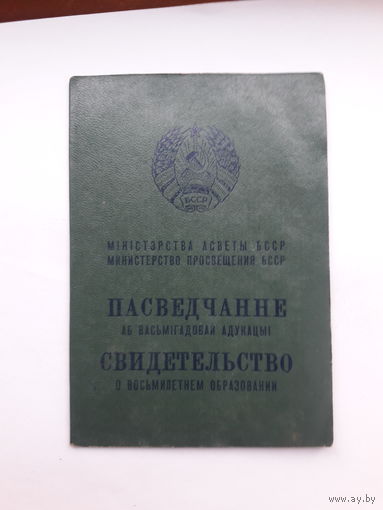 БССР
МІНІСТЭРСТВА АСВЕТЫ БССР
МИНИСТЕРСТВО ПРОСВЕЩЕНИЯ БССР
ПАСВЕДЧАННЕ
АБ ВАСЬМІГАДОВАЙ АДУКАЦЫІ
СВИДЕТЕЛЬСТВО
О ВОСЬМИЛЕТНЕМ ОБРАЗОВАНИИ
www.ay.by